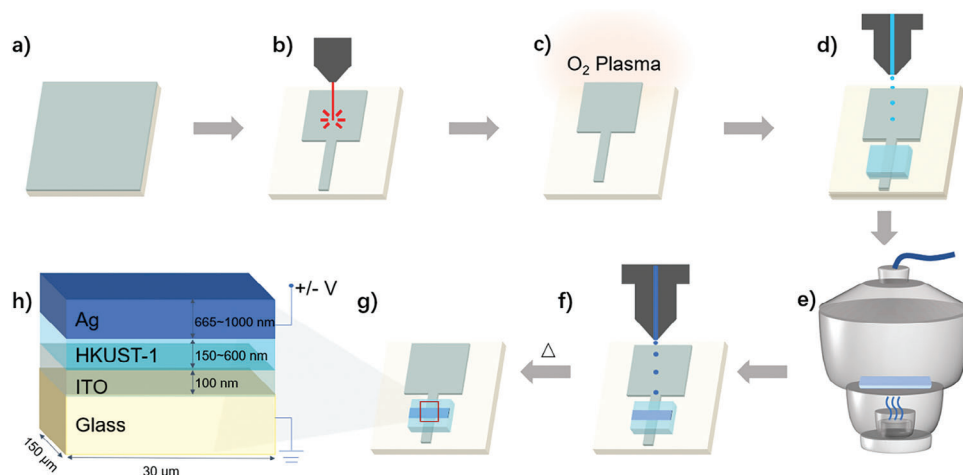 a)
b)
c)
O₂ Plasma
d)
e)
f)
△
g)
h)
+/- V
Ag
665~1000 nm
HKUST-1
150~600 nm
ITO
100 nm
Glass
150 µm
30 µm